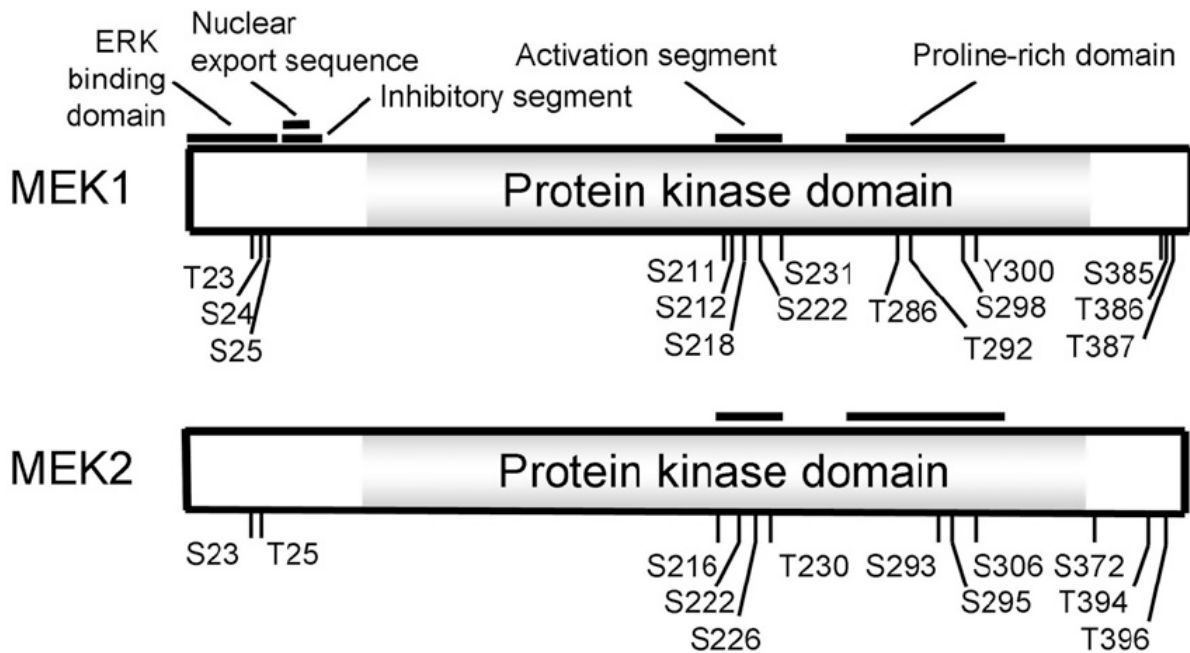 ERK
binding
domain
Nuclear
export sequence
Inhibitory segment
Activation segment
Proline-rich domain
MEK1
Protein kinase domain
T23
S24
S25
S211
S212
S218
S231
S222
T286
Y300
S298
T292
S385
T386
T387
MEK2
Protein kinase domain
S23
T25
S216
S222
S226
T230
S293
S306
S295
S372
T394
T396